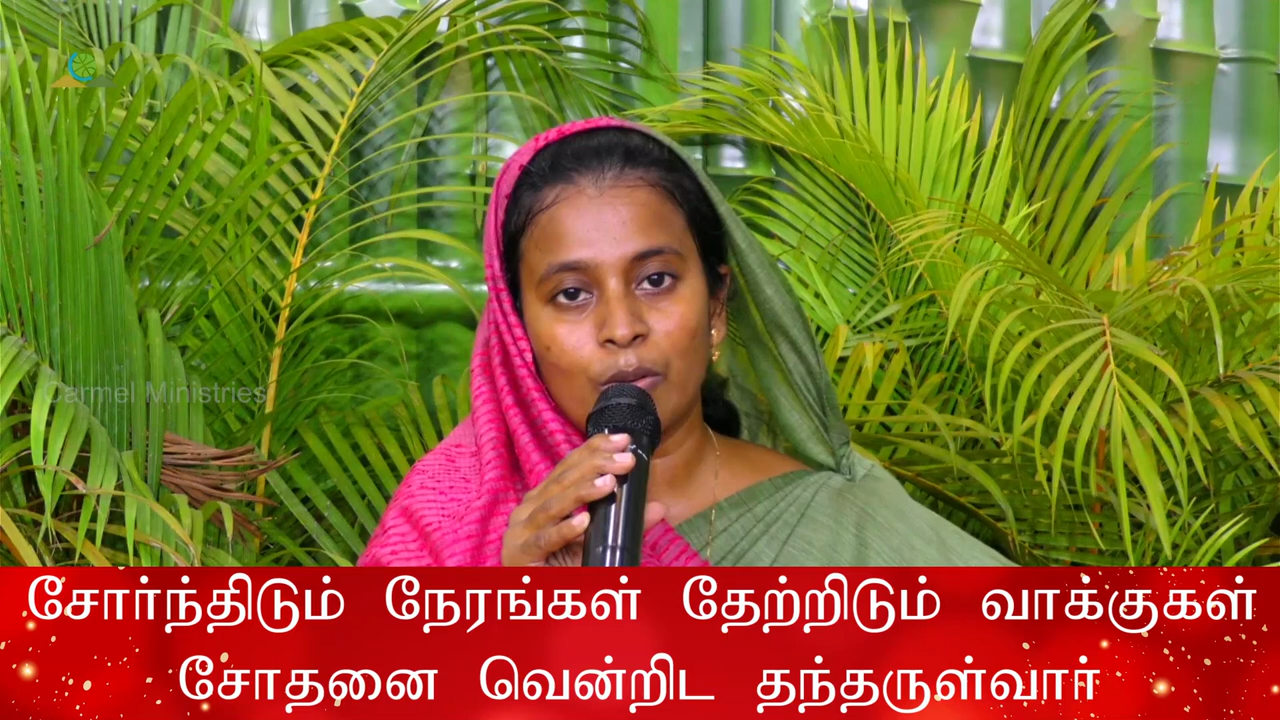 Carmel Ministries
சோர்ந்திடும் நேரங்கள் தேற்றிடும் வாக்குகள்
சோதனை வென்றிட தந்தருள்வார்